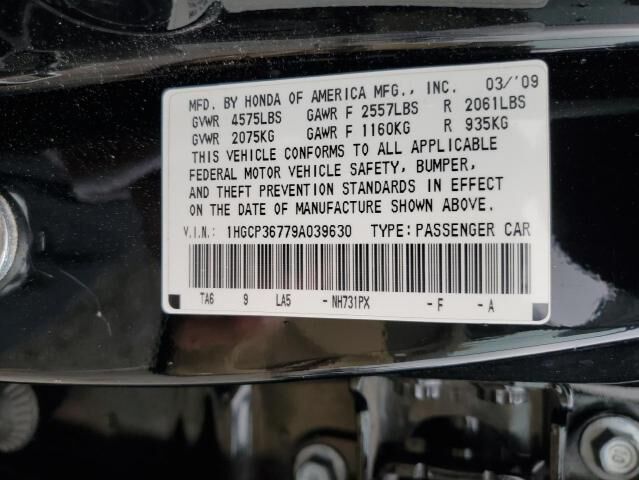 MFD. BY HONDA OF AMERICA MFG., INC. 03/'09
GVWR 4575LBS GAWR F 2557LBS R 2061LBS
GVWR 2075KG GAWR F 1160KG R 935KG
THIS VEHICLE CONFORMS TO ALL APPLICABLE
FEDERAL MOTOR VEHICLE SAFETY, BUMPER,
AND THEFT PREVENTION STANDARDS IN EFFECT
ON THE DATE OF MANUFACTURE SHOWN ABOVE.
V.I.N.: 1HGCP36779A039630 TYPE: PASSENGER CAR
TA6 9 LA5 -NH731PX -F -A